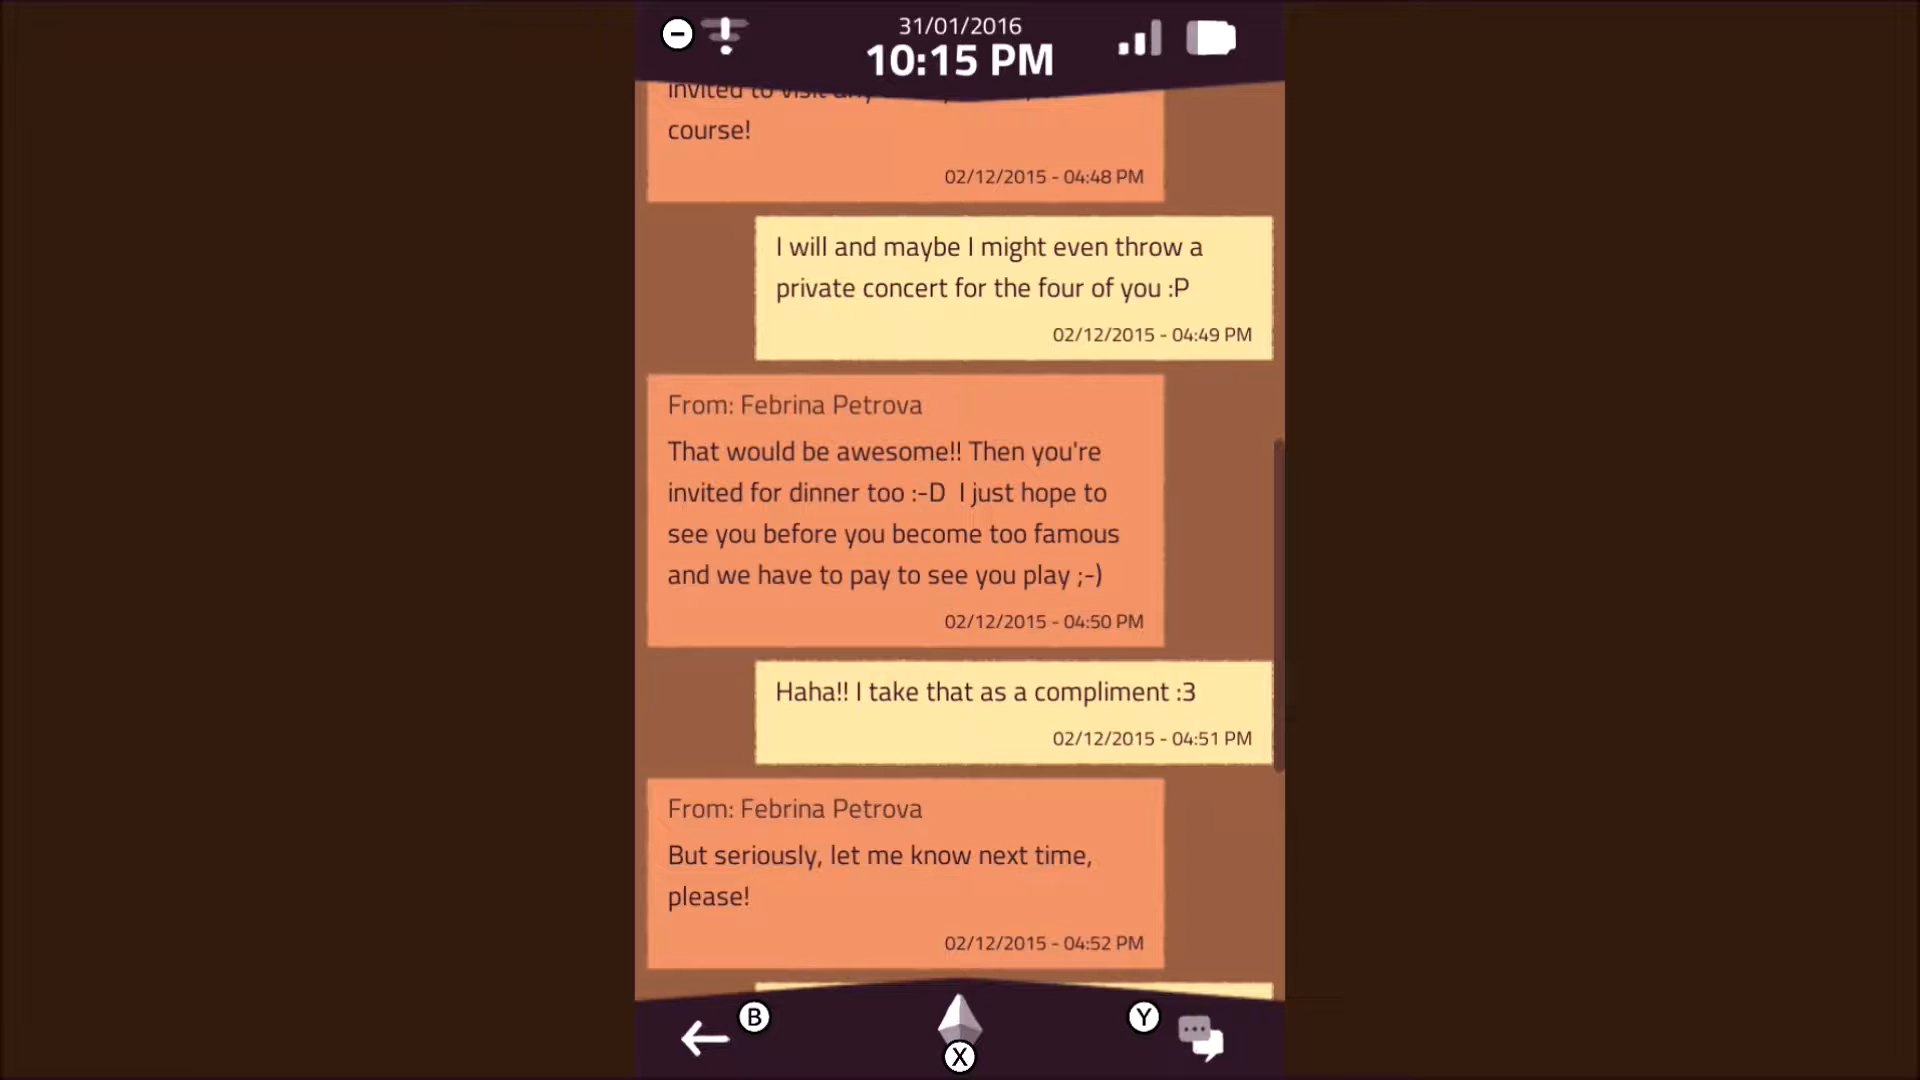 31/01/2016
10:15 PM
invited to visit any
course!
02/12/2015 - 04:48 PM
I will and maybe I might even throw a
private concert for the four of you :P
02/12/2015 - 04:49 PM
From: Febrina Petrova
That would be awesome!! Then you're
invited for dinner too :-D I just hope to
see you before you become too famous
and we have to pay to see you play ;-)
02/12/2015 - 04:50 PM
Haha!! I take that as a compliment :3
02/12/2015 - 04:51 PM
From: Febrina Petrova
But seriously, let me know next time,
please!
02/12/2015 - 04:52 PM
B
Y
X